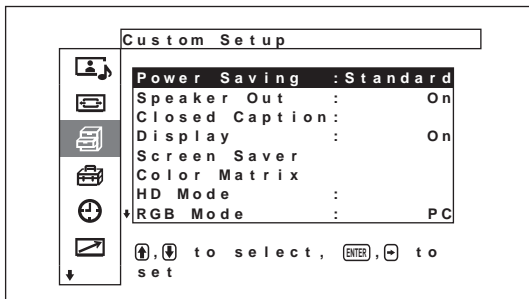 Custom Setup
Power Saving :Standard
Speaker Out : On
Closed Caption:
Display : On
Screen Saver
Color Matrix
HD Mode :
RGB Mode : PC
↑,↓ to select, ENTER,→ to
set